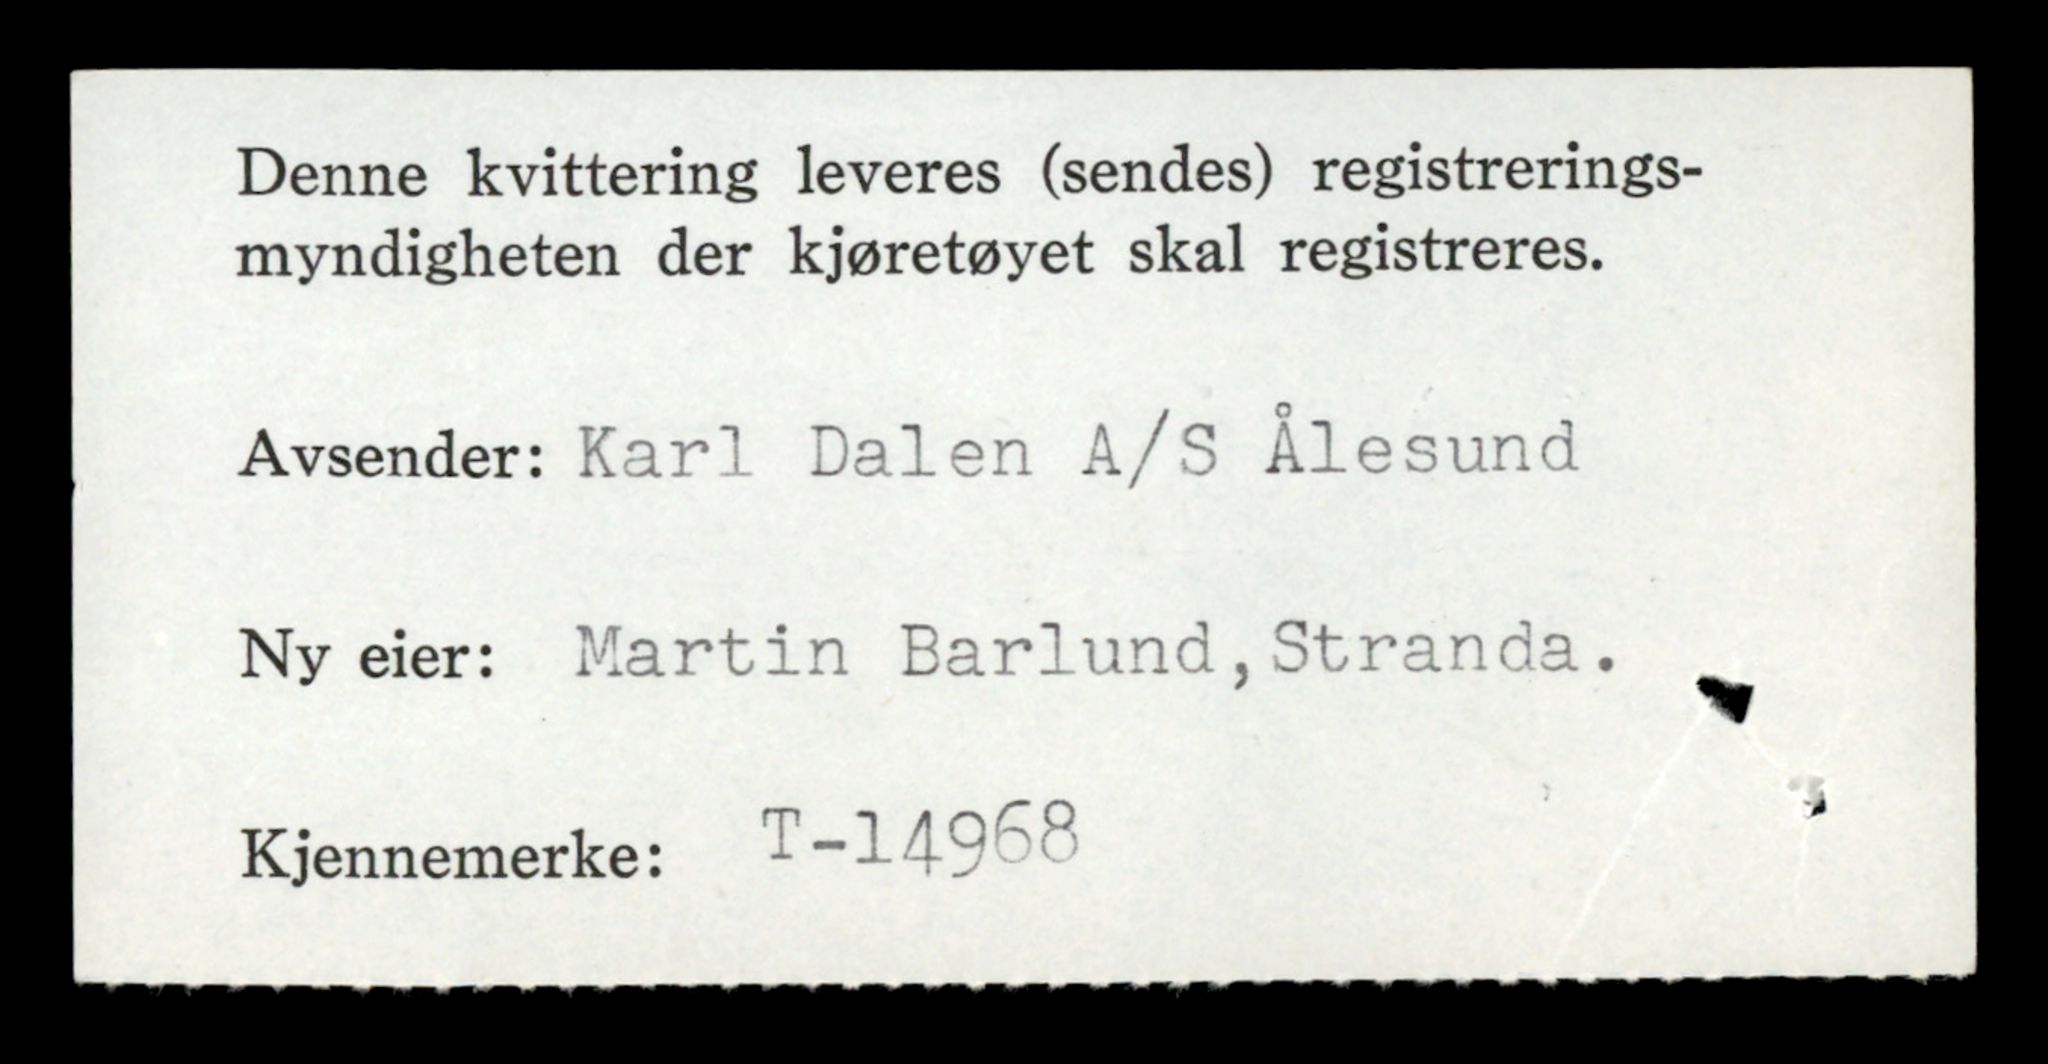 Denne kvittering leveres (sendes) registrerings-
myndigheten der kjøretøyet skal registreres.
Avsender: Karl Dalen A/S Ålesund
Ny eier: Martin Barlund,Stranda.
Kjennemerke: T-14968